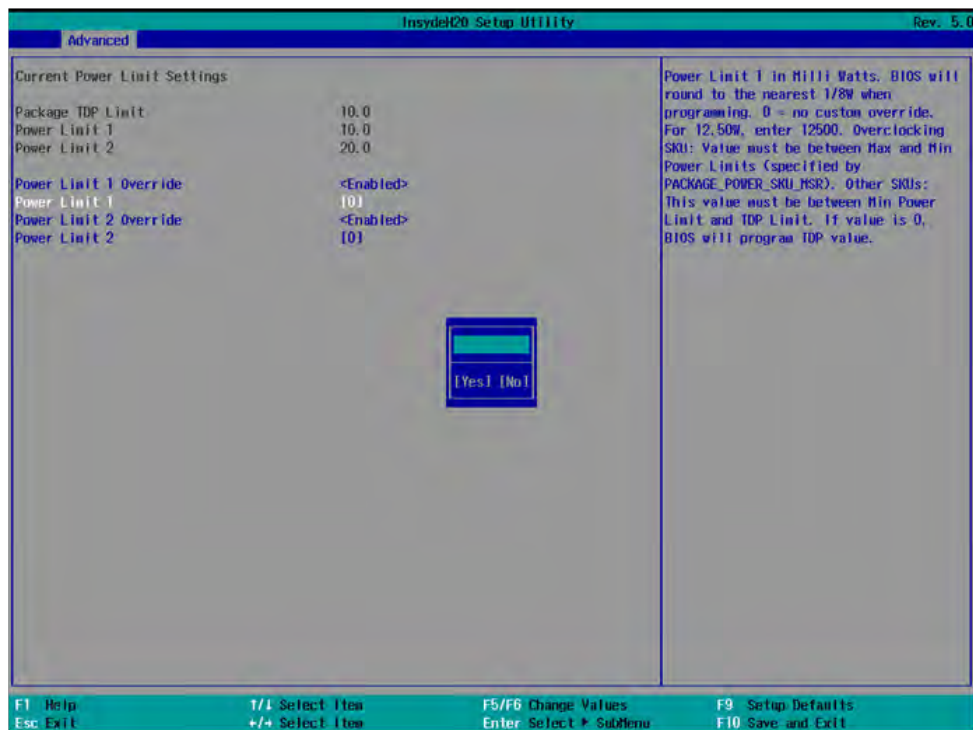 InsydeH20 Setup Utility Rev. 5.0
Advanced
Current Power Limit Settings
Package TDP Limit 10.0
Power Limit 1 10.0
Power Limit 2 20.0
Power Limit 1 Override <Enabled>
Power Limit 1 [0]
Power Limit 2 Override <Enabled>
Power Limit 2 [0]
Power Limit 1 in Milli Watts. BIOS will
round to the nearest 1/8W when
programming. 0 = no custom override.
For 12.50W, enter 12500. Overclocking
SKU: Value must be between Max and Min
Power Limits (specified by
PACKAGE_POWER_SKU_MSR). Other SKUs:
This value must be between Min Power
Limit and TDP Limit. If value is 0,
BIOS will program TDP value.
[Yes] [No]
F1 Help ↑/↓ Select Item F5/F6 Change Values F9 Setup Defaults
Esc Exit ←/→ Select Item Enter Select ▶ SubMenu F10 Save and Exit